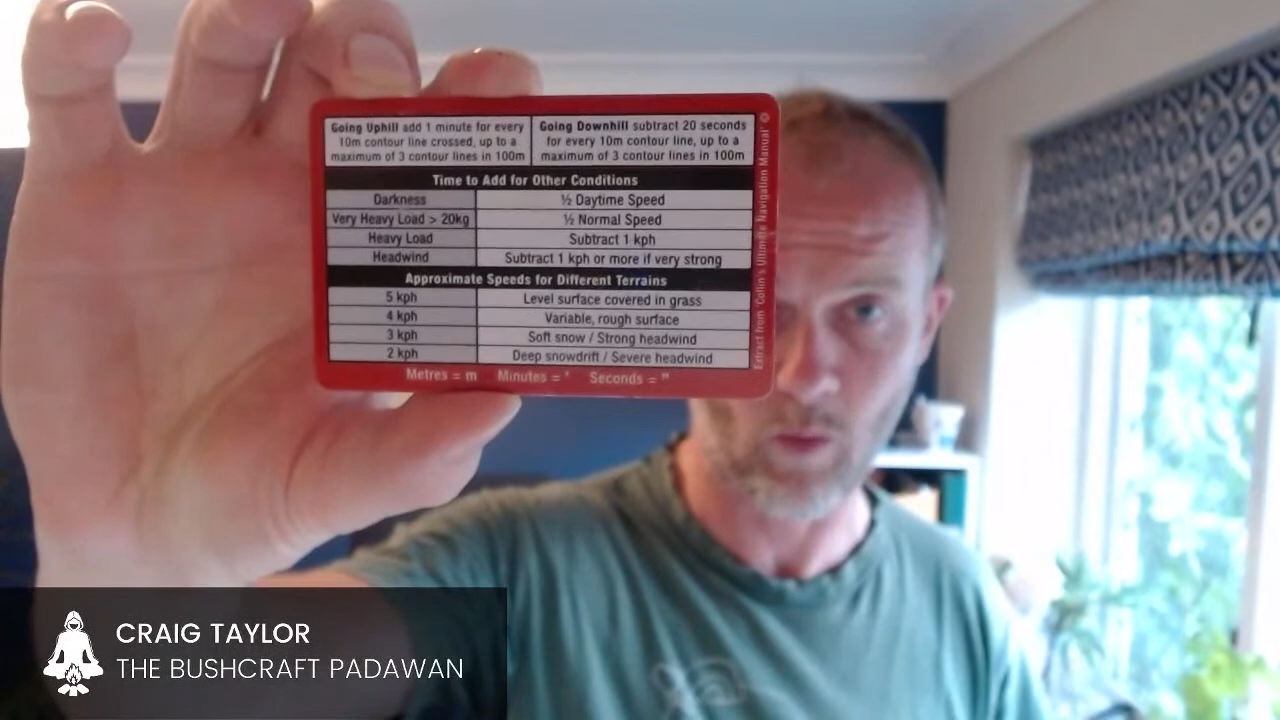 Going Uphill add 1 minute for every
10m contour line crossed, up to a
maximum of 3 contour lines in 100m
Going Downhill subtract 20 seconds
for every 10m contour line, up to a
maximum of 3 contour lines in 100m
Time to Add for Other Conditions
Darkness ½ Daytime Speed
Very Heavy Load > 20kg ½ Normal Speed
Heavy Load Subtract 1 kph
Headwind Subtract 1 kph or more if very strong
Approximate Speeds for Different Terrains
5 kph Level surface covered in grass
4 kph Variable, rough surface
3 kph Soft snow / Strong headwind
2 kph Deep snowdrift / Severe headwind
Metres = m Minutes = ' Seconds = "
Extract from 'Collin's Ultimate Navigation Manual' ©
CRAIG TAYLOR
THE BUSHCRAFT PADAWAN